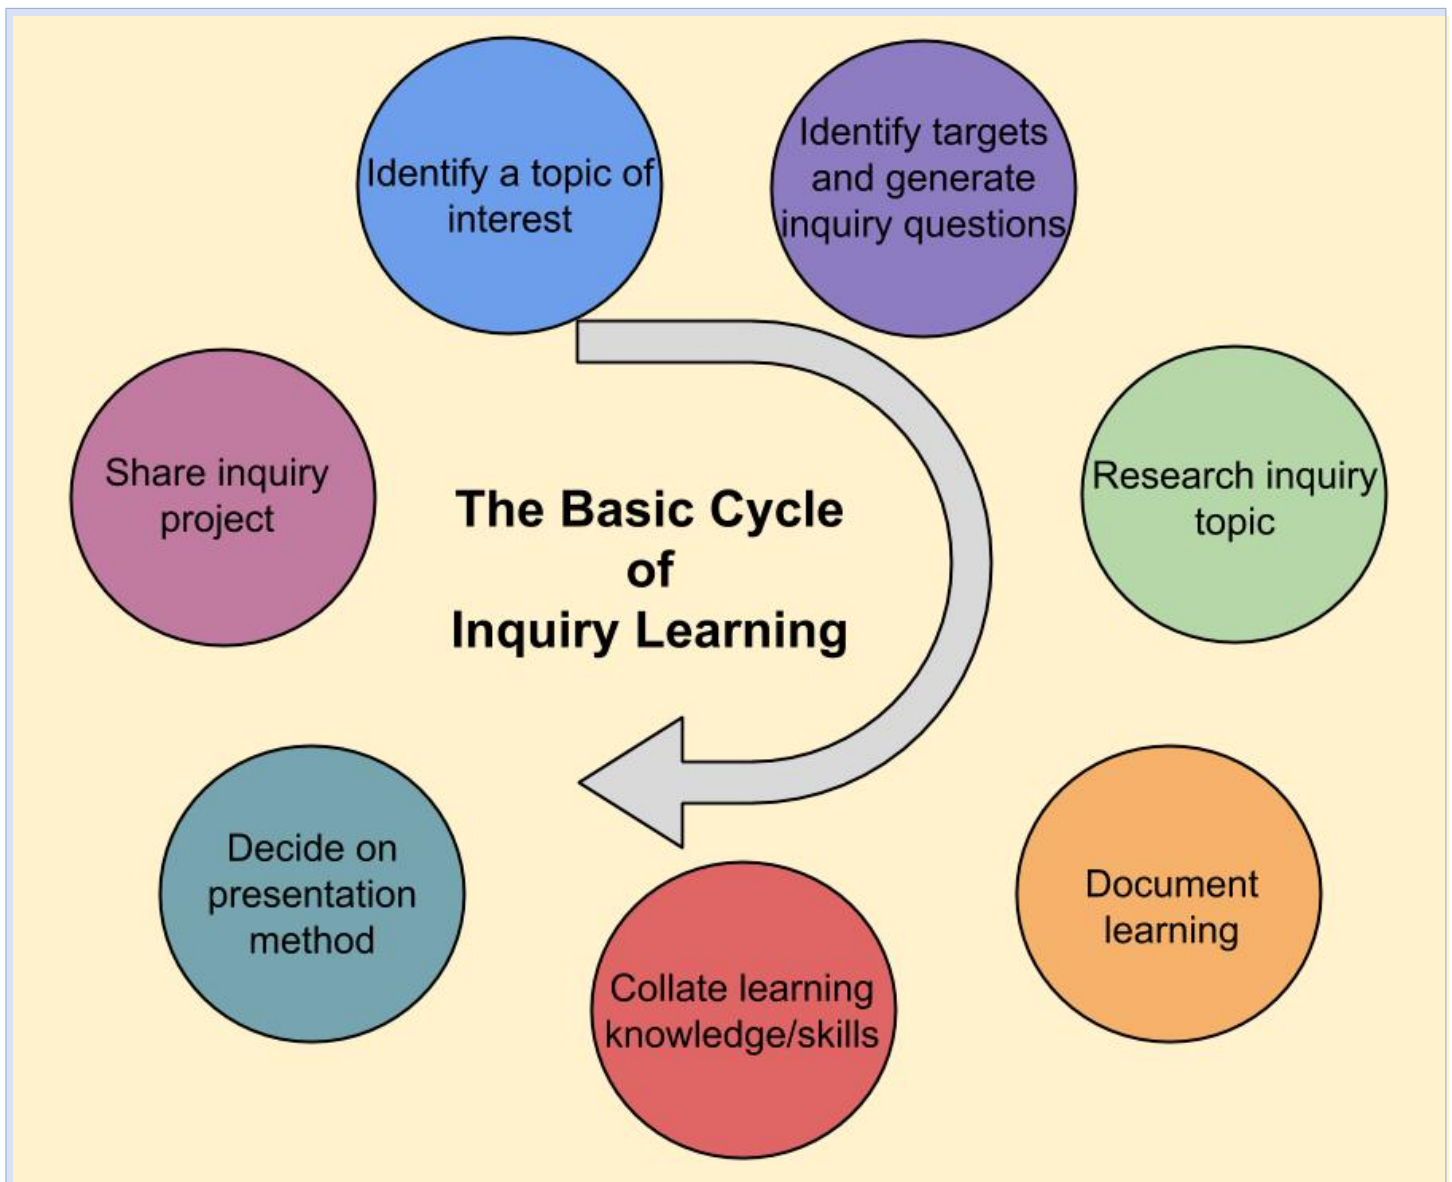 Identify a topic of
interest
Identify targets
and generate
inquiry questions
Research inquiry
topic
Document
learning
Collate learning
knowledge/skills
Decide on
presentation
method
Share inquiry
project
The Basic Cycle
of
Inquiry Learning